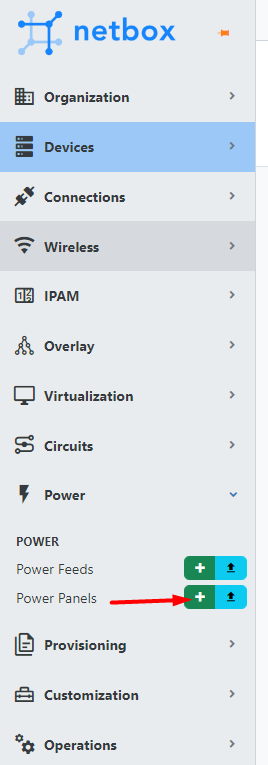 netbox
Organization
Devices
Connections
Wireless
IPAM
Overlay
Virtualization
Circuits
Power
POWER
Power Feeds
Power Panels
Provisioning
Customization
Operations